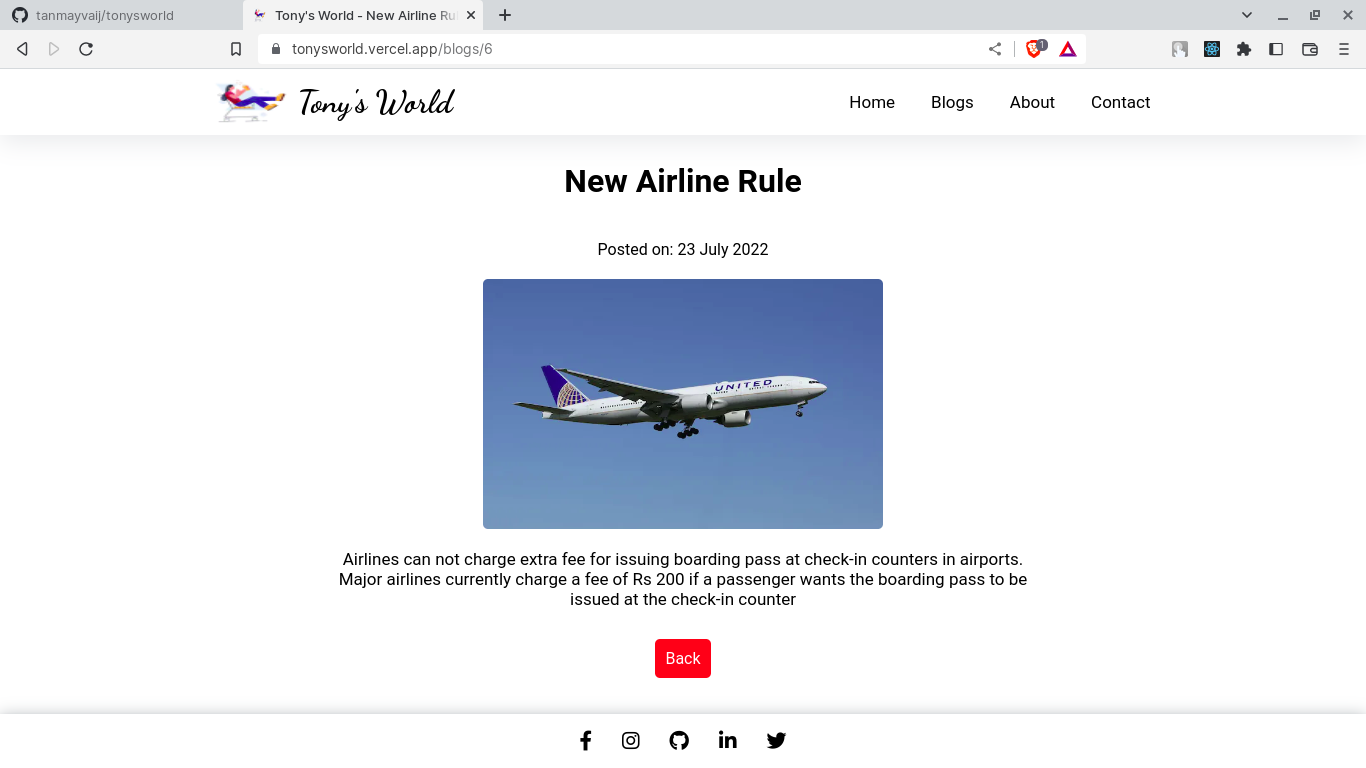 tanmayvaij/tonysworld
Tony's World - New Airline Ru
tonysworld.vercel.app/blogs/6
1
Tony's World
Home Blogs About Contact
New Airline Rule
Posted on: 23 July 2022
UNITED
Airlines can not charge extra fee for issuing boarding pass at check-in counters in airports.
Major airlines currently charge a fee of Rs 200 if a passenger wants the boarding pass to be
issued at the check-in counter
Back